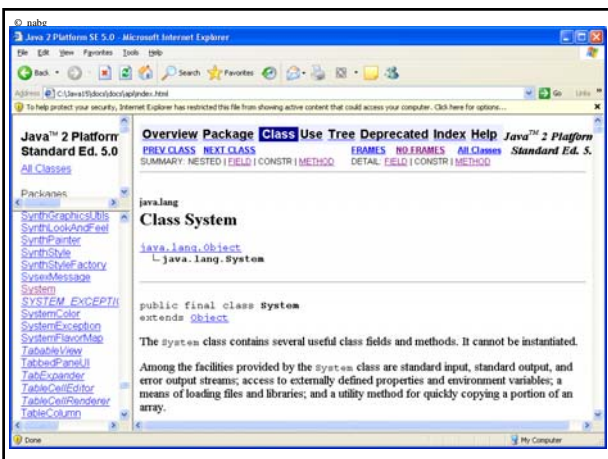 © nabg
Java 2 Platform SE 5.0 - Microsoft Internet Explorer
File Edit View Favorites Tools Help
Back Search Favorites
Address C:\Java15\docs\docs\api\index.html Go Links »
To help protect your security, Internet Explorer has restricted this file from showing active content that could access your computer. Click here for options... X
Java™ 2 Platform
Standard Ed. 5.0
All Classes
Packages
SynthGraphicsUtils
SynthLookAndFeel
SynthPainter
SynthStyle
SynthStyleFactory
SysexMessage
System
SYSTEM_EXCEPTI
SystemColor
SystemException
SystemFlavorMap
TabableView
TabbedPaneUI
TabExpander
TableCellEditor
TableCellRenderer
TableColumn
Overview Package Class Use Tree Deprecated Index Help Java™ 2 Platform
Standard Ed. 5.
PREV CLASS NEXT CLASS FRAMES NO FRAMES All Classes
SUMMARY: NESTED | FIELD | CONSTR | METHOD DETAIL: FIELD | CONSTR | METHOD
java.lang
Class System
java.lang.Object
java.lang.System
public final class System
extends Object
The System class contains several useful class fields and methods. It cannot be instantiated.
Among the facilities provided by the System class are standard input, standard output, and
error output streams; access to externally defined properties and environment variables; a
means of loading files and libraries; and a utility method for quickly copying a portion of an
array.
Done My Computer